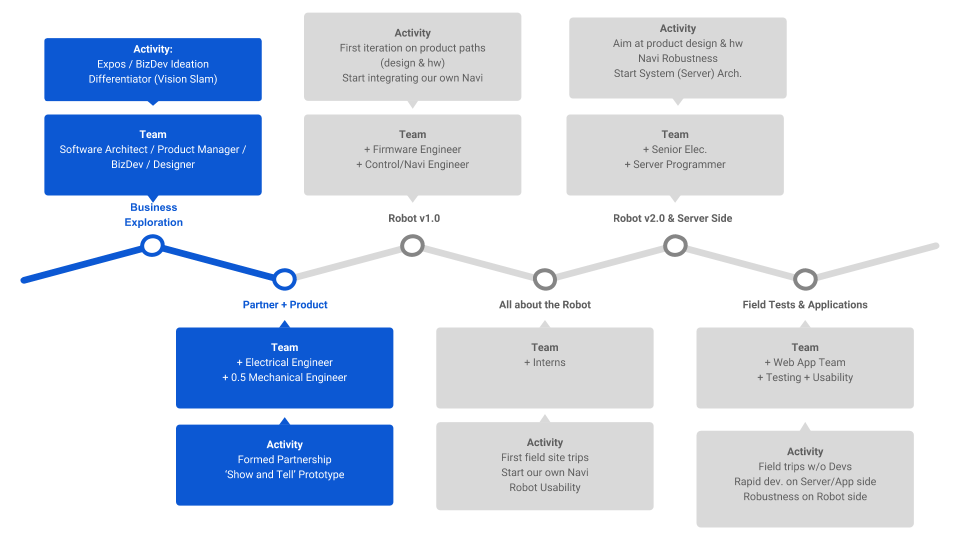 Activity:
Expos / BizDev Ideation
Differentiator (Vision Slam)
Team
Software Architect / Product Manager /
BizDev / Designer
Business
Exploration
Activity
First iteration on product paths
(design & hw)
Start integrating our own Navi
Team
+ Firmware Engineer
+ Control/Navi Engineer
Robot v1.0
Activity
Aim at product design & hw
Navi Robustness
Start System (Server) Arch.
Team
+ Senior Elec.
+ Server Programmer
Robot v2.0 & Server Side
Partner + Product
Team
+ Electrical Engineer
+ 0.5 Mechanical Engineer
Activity
Formed Partnership
'Show and Tell' Prototype
All about the Robot
Team
+ Interns
Activity
First field site trips
Start our own Navi
Robot Usability
Field Tests & Applications
Team
+ Web App Team
+ Testing + Usability
Activity
Field trips w/o Devs
Rapid dev. on Server/App side
Robustness on Robot side